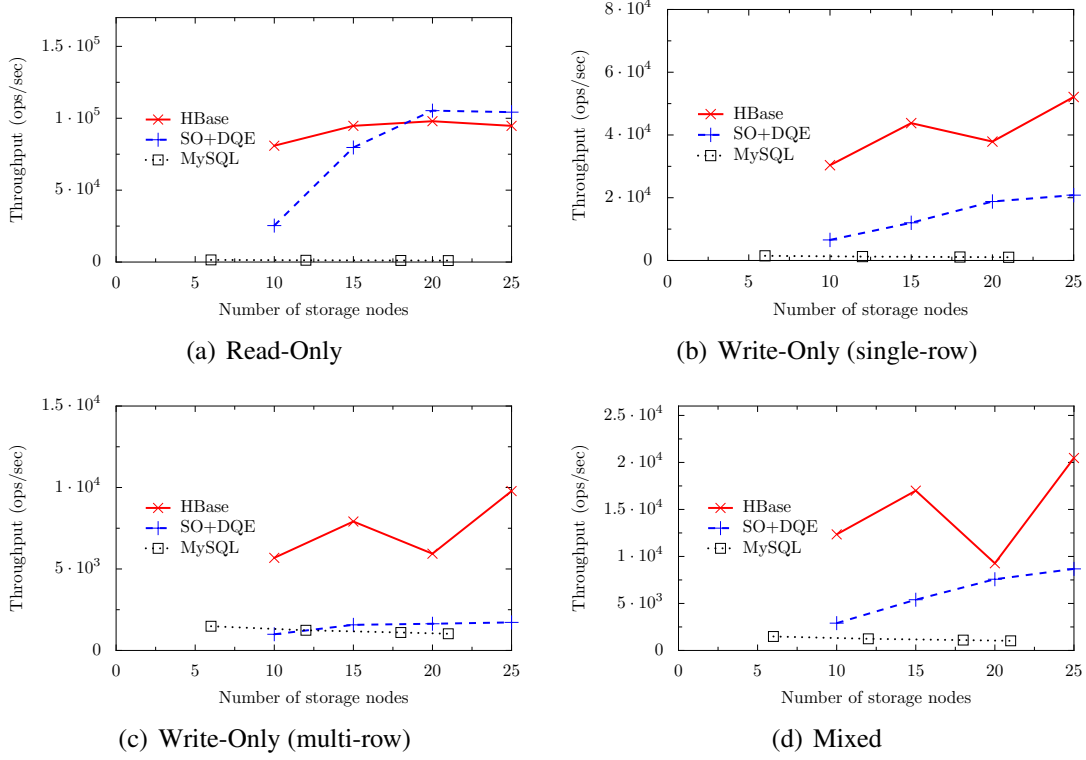 Throughput (ops/sec)
1.5 · 10^5
1 · 10^5
5 · 10^4
0
HBase
SO+DQE
MySQL
0 5 10 15 20 25
Number of storage nodes
(a) Read-Only
Throughput (ops/sec)
8 · 10^4
6 · 10^4
4 · 10^4
2 · 10^4
0
HBase
SO+DQE
MySQL
0 5 10 15 20 25
Number of storage nodes
(b) Write-Only (single-row)
Throughput (ops/sec)
1.5 · 10^4
1 · 10^4
5 · 10^3
0
HBase
SO+DQE
MySQL
0 5 10 15 20 25
Number of storage nodes
(c) Write-Only (multi-row)
Throughput (ops/sec)
2.5 · 10^4
2 · 10^4
1.5 · 10^4
1 · 10^4
5 · 10^3
0
HBase
SO+DQE
MySQL
0 5 10 15 20 25
Number of storage nodes
(d) Mixed